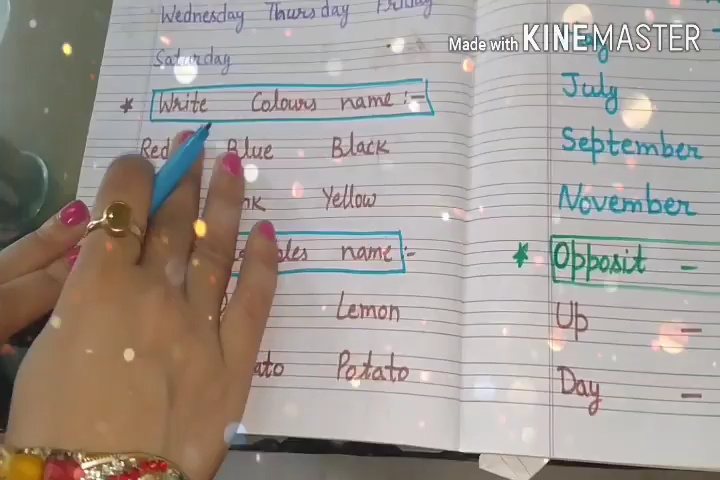 Wednesday Thursday Friday
Saturday
* Write Colours name :-
Red Blue Black
Yellow
name :-
Lemon
Potato
Made with KINEMASTER
July
September
November
* Opposit -
Up -
Day -